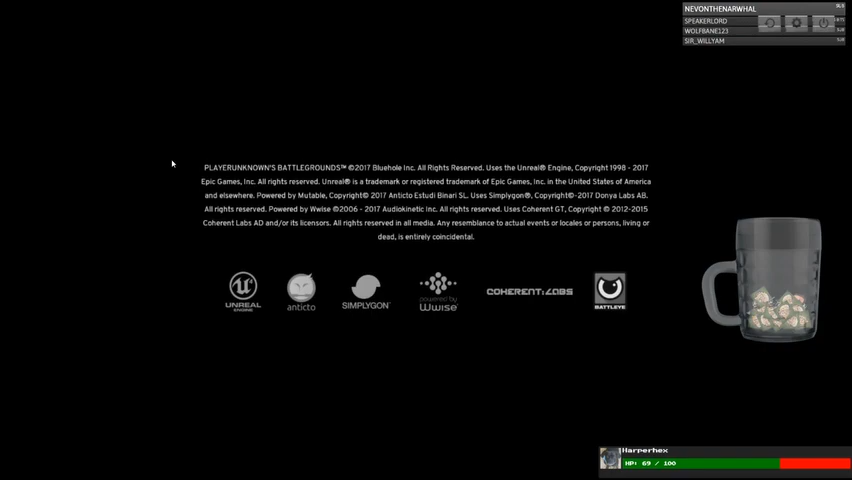 NEVONTHENARWHAL
SPEAKERLORD
WOLFBANE123
SIR_WILLYAM
PLAYERUNKNOWN'S BATTLEGROUNDS™ ©2017 Bluehole Inc. All Rights Reserved. Uses the Unreal® Engine, Copyright 1998 - 2017
Epic Games, Inc. All rights reserved. Unreal® is a trademark or registered trademark of Epic Games, Inc. in the United States of America
and elsewhere. Powered by Mutable, Copyright© 2017 Anticto Estudi Binari SL. Uses Simplygon®, Copyright©-2017 Donya Labs AB.
All rights reserved. Powered by Wwise ©2006 - 2017 Audiokinetic Inc. All rights reserved. Uses Coherent GT, Copyright © 2012-2015
Coherent Labs AD and/or its licensors. All rights reserved in all media. Any resemblance to actual events or locales or persons, living or
dead, is entirely coincidental.
UNREAL
ENGINE
anticto
SIMPLYGON
powered by
Wwise
COHERENT:LABS
BATTLEYE
Harperhex
HP: 69 / 100